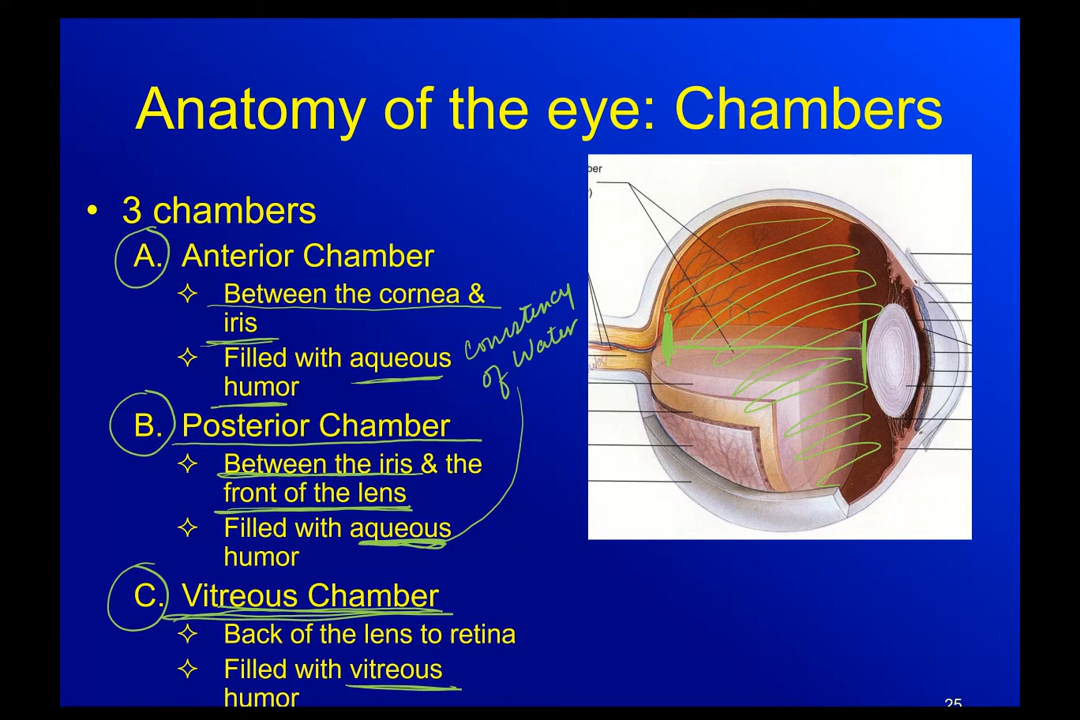 Anatomy of the eye: Chambers
• 3 chambers
A. Anterior Chamber
✧ Between the cornea &
iris
✧ Filled with aqueous
humor
B. Posterior Chamber
✧ Between the iris & the
front of the lens
✧ Filled with aqueous
humor
C. Vitreous Chamber
✧ Back of the lens to retina
✧ Filled with vitreous
humor
consistency
of Water
ber
)
25